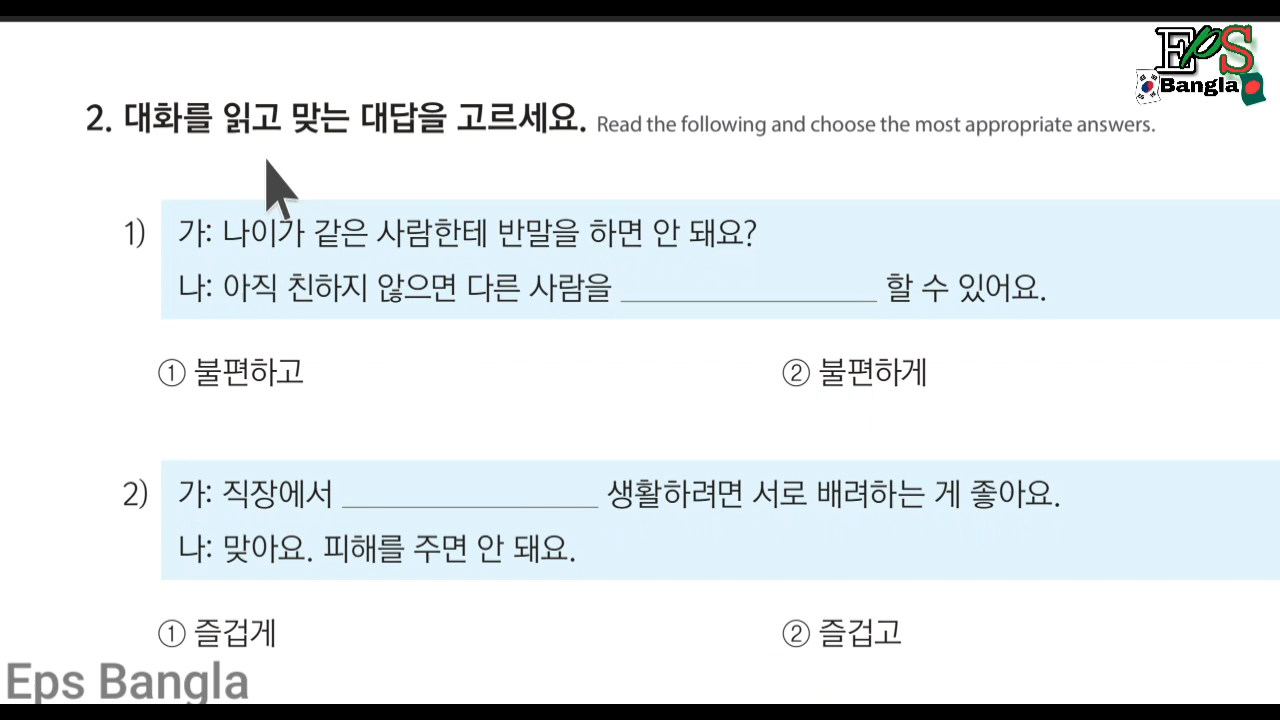 EPS
Bangla
2. 대화를 읽고 맞는 대답을 고르세요. Read the following and choose the most appropriate answers.
1) 가: 나이가 같은 사람한테 반말을 하면 안 돼요?
나: 아직 친하지 않으면 다른 사람을 ________________ 할 수 있어요.
① 불편하고 ② 불편하게
2) 가: 직장에서 ________________ 생활하려면 서로 배려하는 게 좋아요.
나: 맞아요. 피해를 주면 안 돼요.
① 즐겁게 ② 즐겁고
Eps Bangla